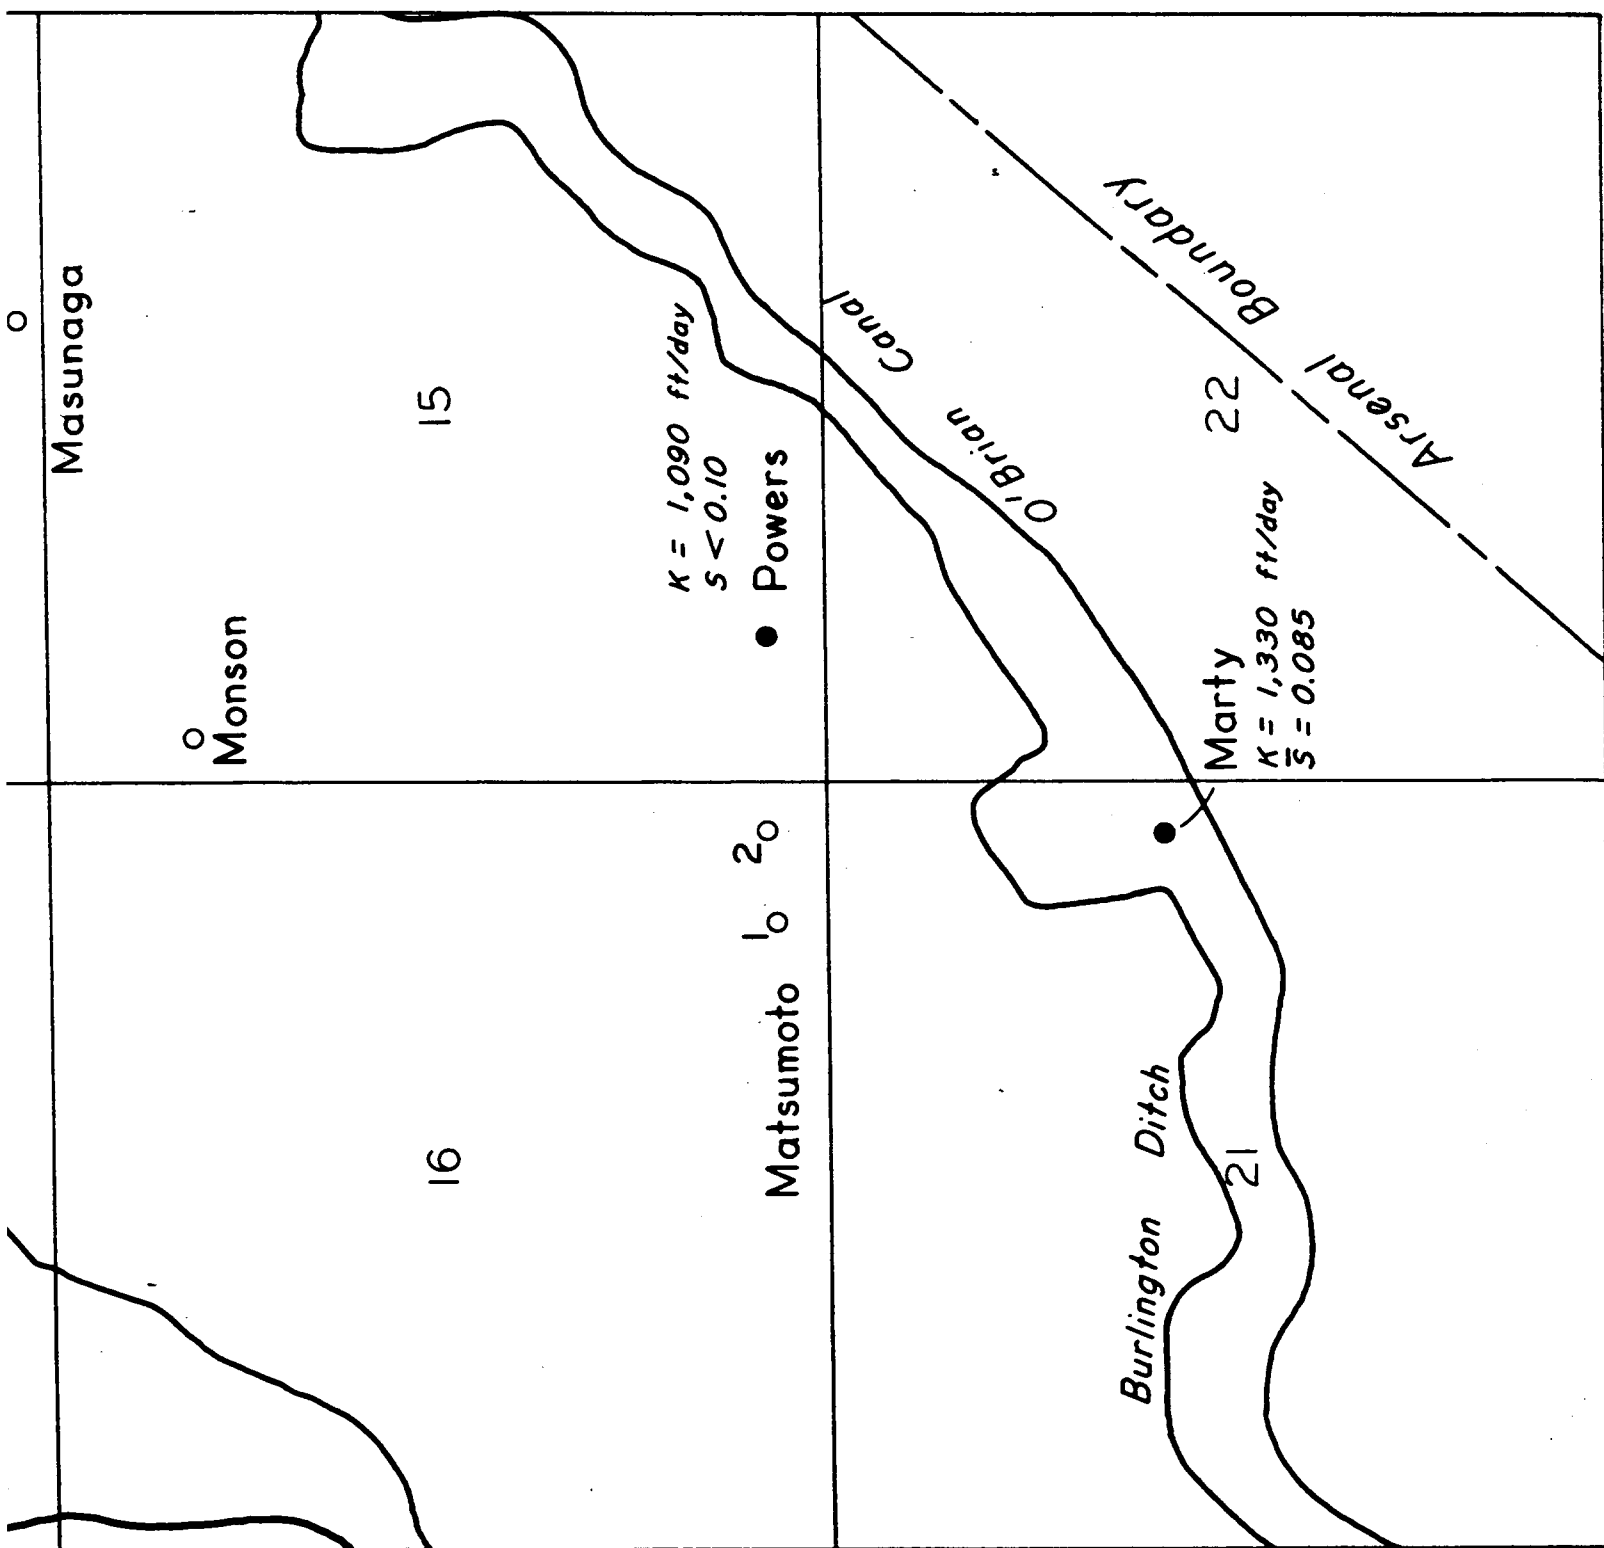 Masunaga
Monson
15
K = 1,090 ft/day
S < 0.10
Powers
16
Matsumoto
1
2
O'Brian Canal
22
Arsenal Boundary
Marty
K = 1,330 ft/day
S̅ = 0.085
Burlington Ditch
21